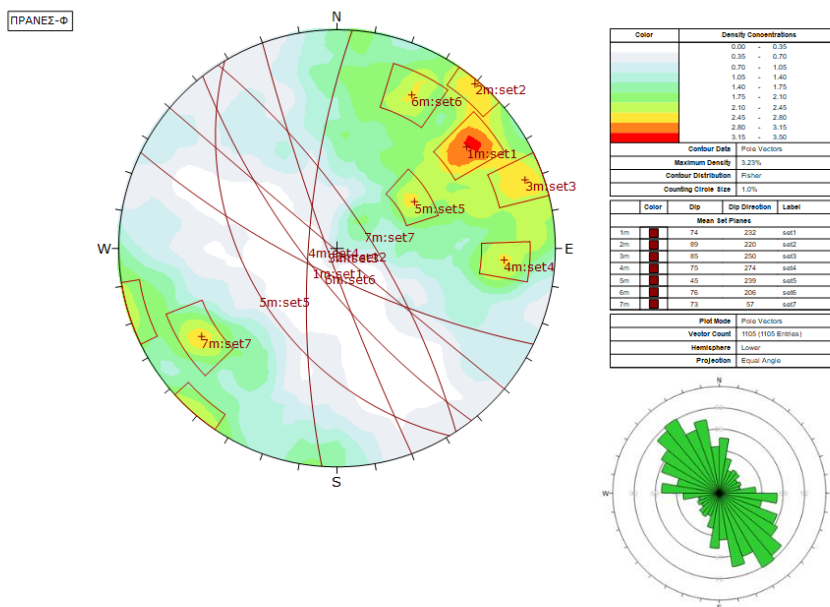 ΠΡΑΝΕΣ-Φ
N
2m:set2
6m:set6
1m:set1
3m:set3
5m:set5
7m:set7
W
E
4m:set4
4m:set4
1m:set1
6m:set6
5m:set5
7m:set7
S
Color Density Concentrations
0.00 - 0.35
0.35 - 0.70
0.70 - 1.05
1.05 - 1.40
1.40 - 1.75
1.75 - 2.10
2.10 - 2.45
2.45 - 2.80
2.80 - 3.15
3.15 - 3.50
Contour Data Pole Vectors
Maximum Density 3.23%
Contour Distribution Fisher
Counting Circle Size 1.0%
Color Dip Dip Direction Label
Mean Set Planes
1m 74 232 set1
2m 89 220 set2
3m 85 250 set3
4m 75 274 set4
5m 45 239 set5
6m 76 206 set6
7m 73 57 set7
Plot Mode Pole Vectors
Vector Count 1105 (1105 Entries)
Hemisphere Lower
Projection Equal Angle
N
W